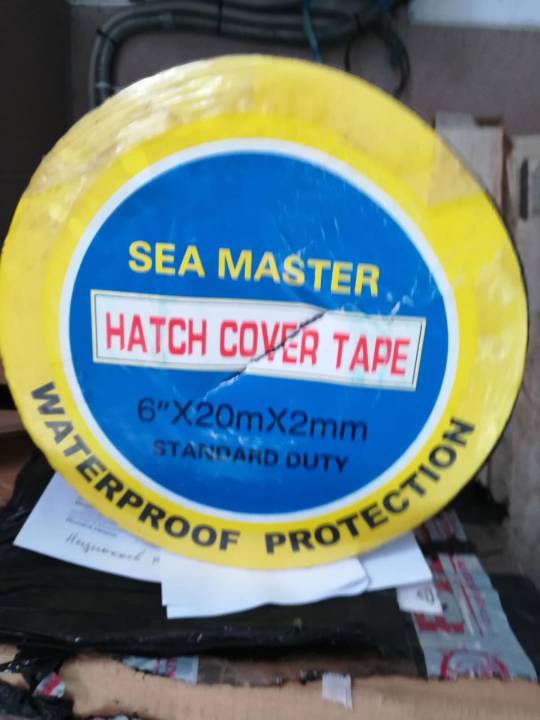 SEA MASTER
HATCH COVER TAPE
6"X20mX2mm
STANDARD DUTY
WATERPROOF PROTECTION